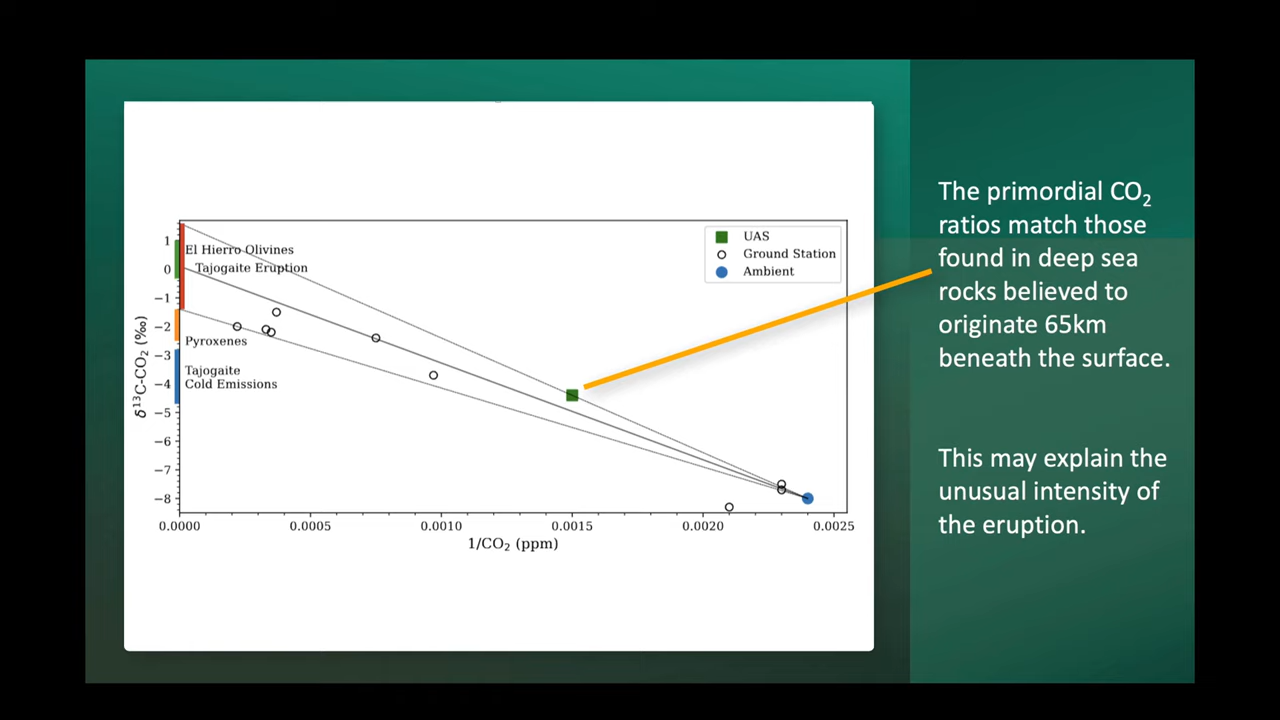 The primordial CO₂
ratios match those
found in deep sea
rocks believed to
originate 65km
beneath the surface.
This may explain the
unusual intensity of
the eruption.
UAS
Ground Station
Ambient
El Hierro Olivines
Tajogaite Eruption
Pyroxenes
Tajogaite
Cold Emissions
δ¹³C-CO₂ (‰)
1
0
−1
−2
−3
−4
−5
−6
−7
−8
0.0000 0.0005 0.0010 0.0015 0.0020 0.0025
1/CO₂ (ppm)